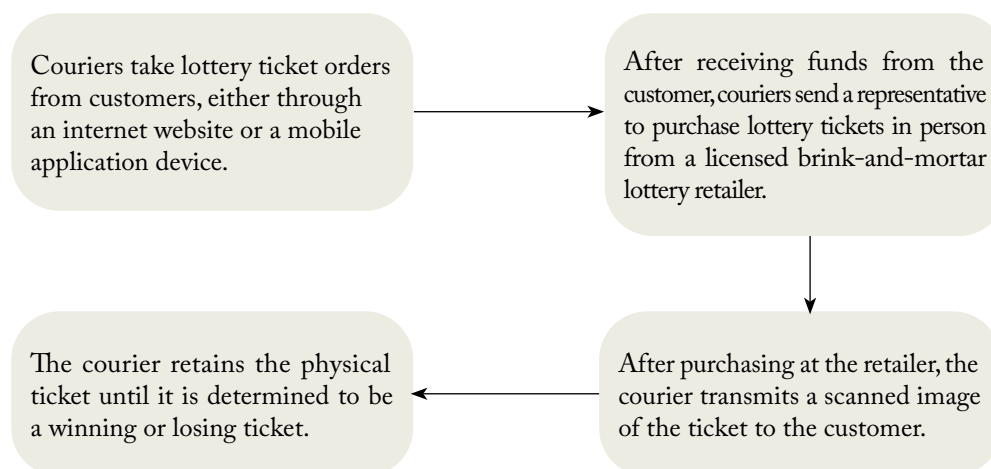 Couriers take lottery ticket orders
from customers, either through
an internet website or a mobile
application device.
After receiving funds from the
customer, couriers send a representative
to purchase lottery tickets in person
from a licensed brink-and-mortar
lottery retailer.
After purchasing at the retailer, the
courier transmits a scanned image
of the ticket to the customer.
The courier retains the physical
ticket until it is determined to be
a winning or losing ticket.